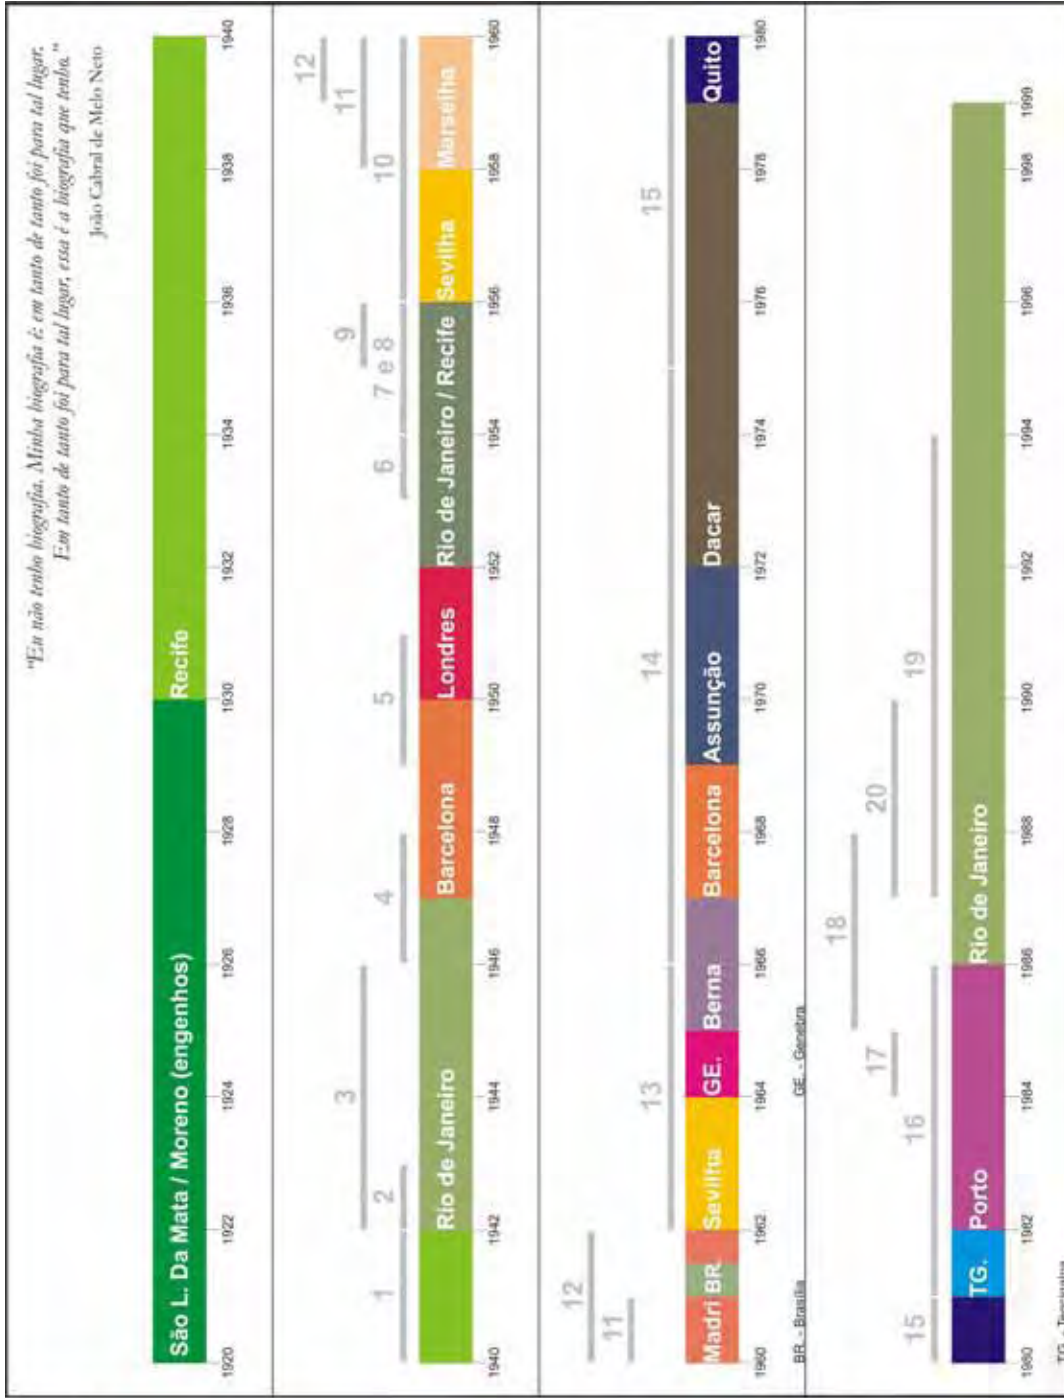 "Eu não tenho biografia. Minha biografia é: em tanto de tanto foi para tal lugar.
Em tanto de tanto foi para tal lugar, essa é a biografia que tenho."
João Cabral de Melo Neto
São L. Da Mata / Moreno (engenhos) Recife
1920 1922 1924 1926 1928 1930 1932 1934 1936 1938 1940
12
3 9 11
1 2 4 5 6 7 e 8 10
Rio de Janeiro Barcelona Londres Rio de Janeiro / Recife Sevilha Marselha
1940 1942 1944 1946 1948 1950 1952 1954 1956 1958 1960
12
11 13 14 15
Madri BR. Sevilha GE. Berna Barcelona Assunção Dacar Quito
1960 1962 1964 1966 1968 1970 1972 1974 1976 1978 1980
BR. - Brasília GE. - Genebra
18
17 20
15 16 19
TG. Porto Rio de Janeiro
1980 1982 1984 1986 1988 1990 1992 1994 1996 1998 1999
TG -